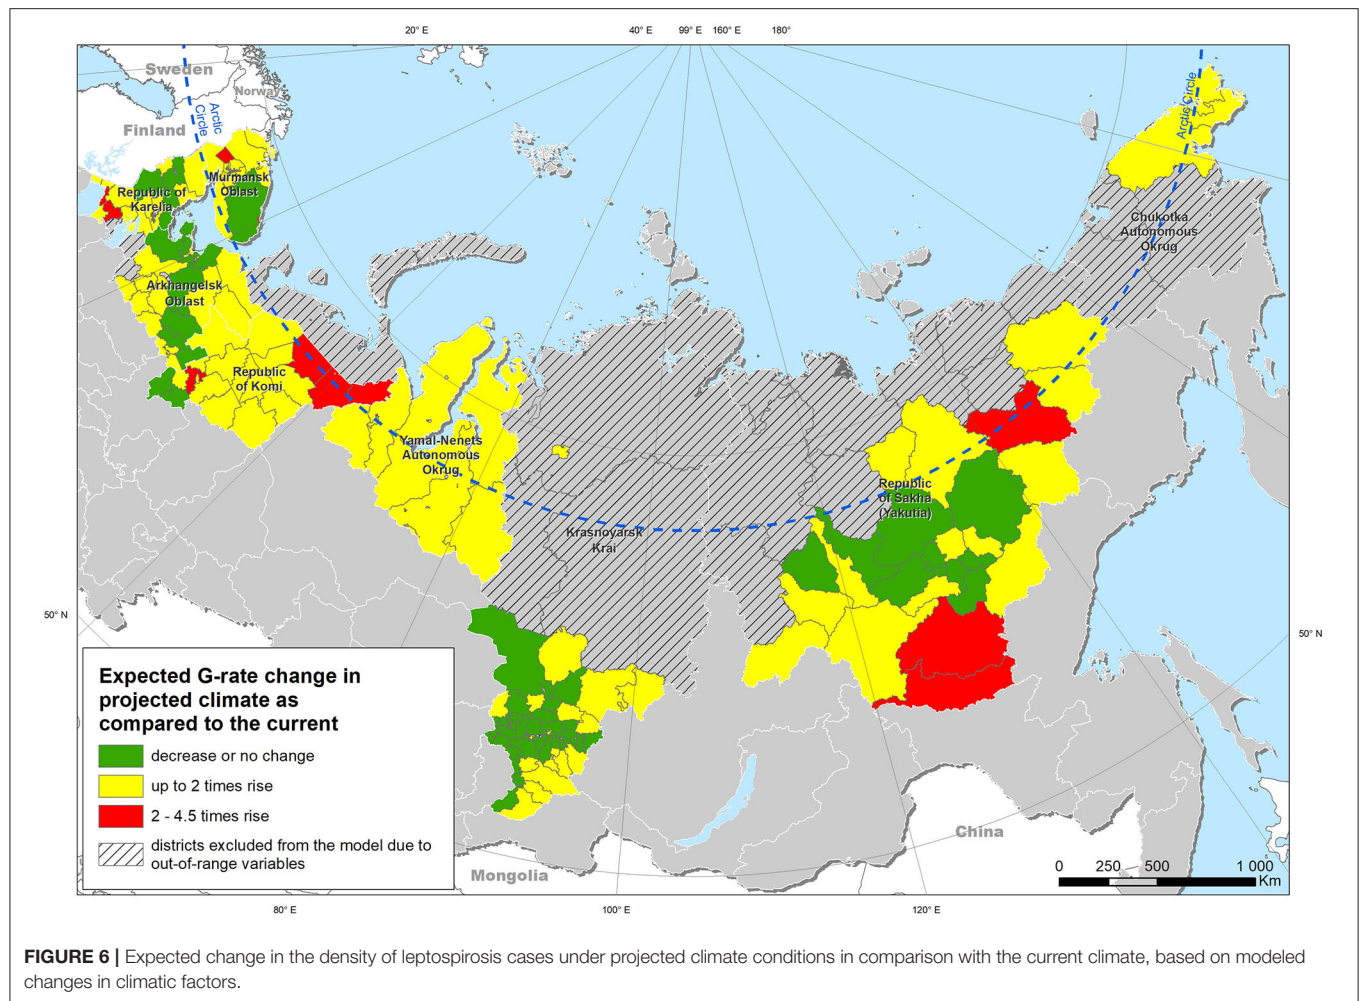 20° E
40° E
99° E
160° E
180°
Sweden
Norway
Finland
Arctic
Circle
Arctic Circle
Murmansk
Oblast
Republic of
Karelia
Chukotka
Autonomous
Okrug
Arkhangelsk
Oblast
Republic
of Komi
Yamal-Nenets
Autonomous
Okrug
Republic
of Sakha
(Yakutia)
Krasnoyarsk
Krai
50° N
50° N
Expected G-rate change in
projected climate as
compared to the current
decrease or no change
up to 2 times rise
2 - 4.5 times rise
districts excluded from the model due to
out-of-range variables
China
Mongolia
0 250 500 1 000
Km
80° E
100° E
120° E
FIGURE 6 | Expected change in the density of leptospirosis cases under projected climate conditions in comparison with the current climate, based on modeled
changes in climatic factors.